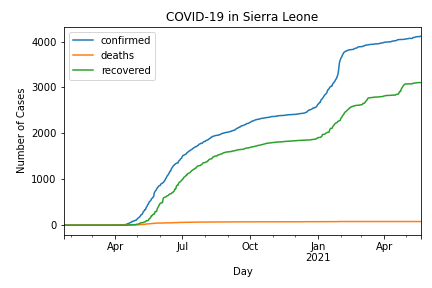 COVID-19 in Sierra Leone
confirmed
deaths
recovered
Number of Cases
4000
3000
2000
1000
0
Apr
Jul
Oct
Jan
2021
Apr
Day